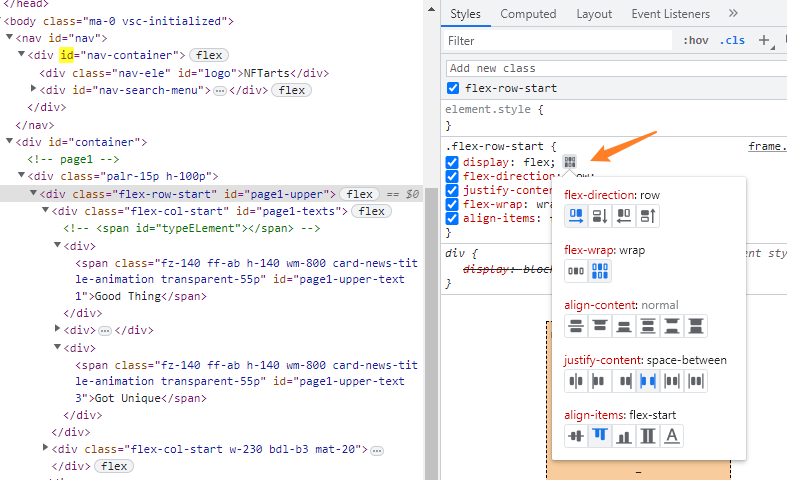 </head>
<body class="ma-0 vsc-initialized">
<nav id="nav">
<div id="nav-container"> flex
<div class="nav-ele" id="logo">NFTarts</div>
<div id="nav-search-menu"> … </div> flex
</div>
</nav>
<div id="container">
<!-- page1 -->
<div class="palr-15p h-100p">
<div class="flex-row-start" id="page1-upper"> flex == $0
<div class="flex-col-start" id="page1-texts"> flex
<!-- <span id="typeELement"></span> -->
<div>
<span class="fz-140 ff-ab h-140 wm-800 card-news-tit
tle-animation transparent-55p" id="page1-upper-text
1">Good Thing</span>
</div>
<div> … </div>
<div>
<span class="fz-140 ff-ab h-140 wm-800 card-news-tit
tle-animation transparent-55p" id="page1-upper-text
3">Got Unique</span>
</div>
</div>
<div class="flex-col-start w-230 bdl-b3 mat-20"> …
</div> flex
</div>
Styles Computed Layout Event Listeners »
Filter :hov .cls +
Add new class
flex-row-start
element.style {
}
.flex-row-start { frame.
display: flex;
flex-direction: row;
justify-conten
flex-wrap: wra
align-items:
}
div { ent sty
display: bloc
}
flex-direction: row
flex-wrap: wrap
align-content: normal
justify-content: space-between
align-items: flex-start
–